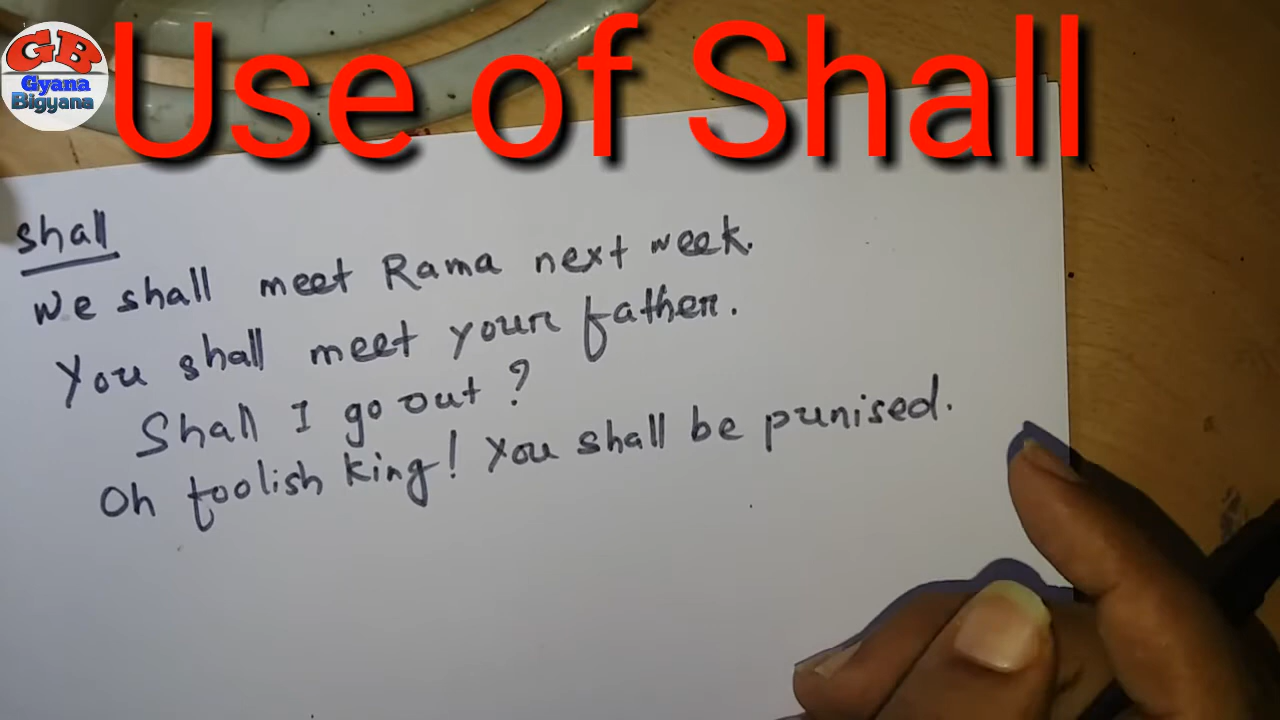 GB
Gyana
Bigyana
Use of Shall
shall
We shall meet Rama next week.
You shall meet your father.
Shall I go out?
Oh foolish king! You shall be punised.